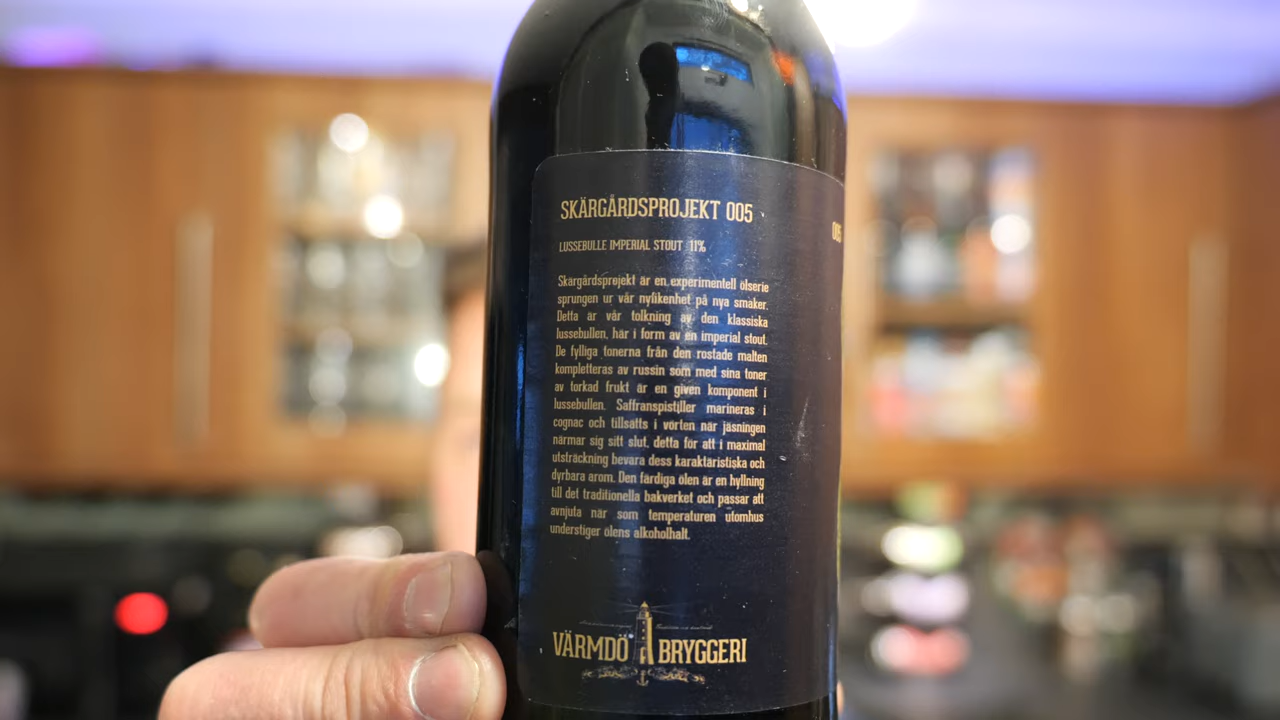 SKÄRGÅRDSPROJEKT 005
005
LUSSEBULLE IMPERIAL STOUT 11%
Skärgårdsprojekt är en experimentell ölserie
sprungen ur vår nyfikenhet på nya smaker.
Detta är vår tolkning av den klassiska
lussebullen, här i form av en imperial stout.
De fylliga tonerna från den rostade malten
kompletteras av russin som med sina toner
av torkad frukt är en given komponent i
lussebullen. Saffranspistiller marineras i
cognac och tillsätts i vörten när jäsningen
närmar sig sitt slut, detta för att i maximal
utsträckning bevara dess karaktäristiska och
dyrbara arom. Den färdiga ölen är en hyllning
till det traditionella bakverket och passar att
avnjuta när som temperaturen utomhus
understiger ölens alkoholhalt.
VÄRMDÖ BRYGGERI